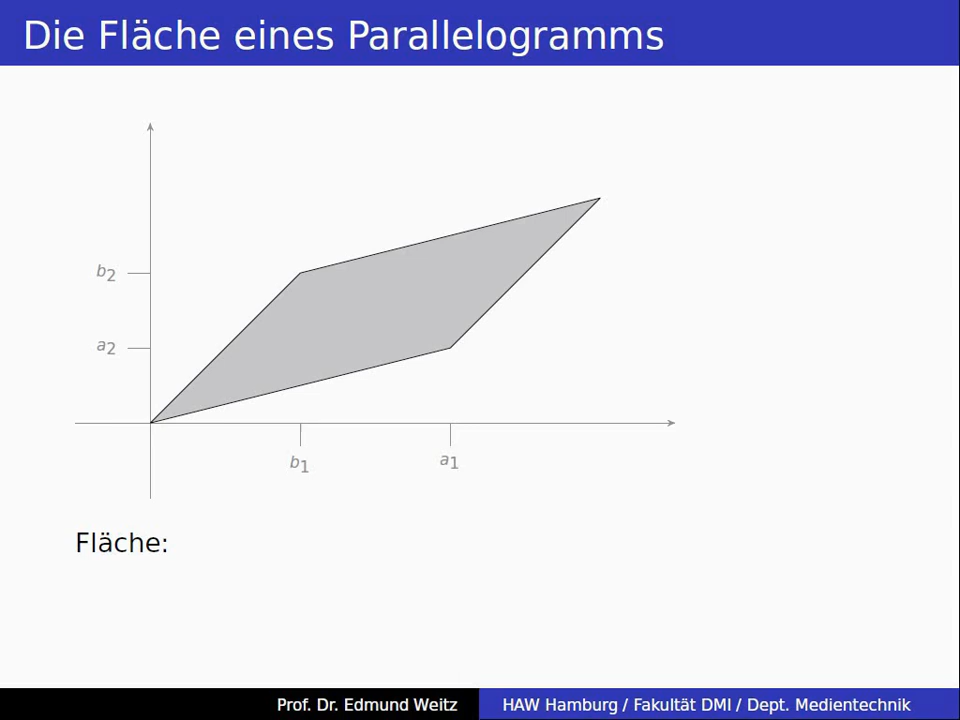 Die Fläche eines Parallelogramms
b2
a2
b1
a1
Fläche:
Prof. Dr. Edmund Weitz
HAW Hamburg / Fakultät DMI / Dept. Medientechnik